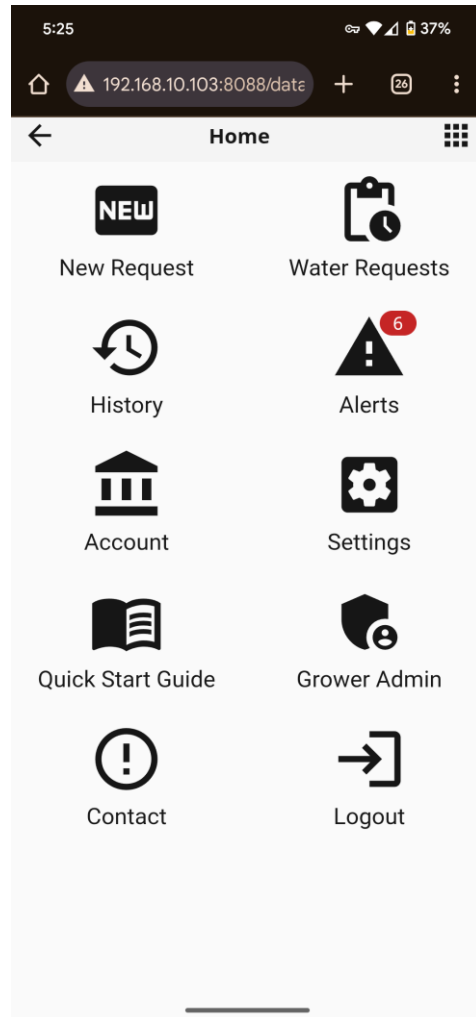 5:25
37%
192.168.10.103:8088/data
26
Home
NEW
New Request
Water Requests
History
6
Alerts
Account
Settings
Quick Start Guide
Grower Admin
Contact
Logout